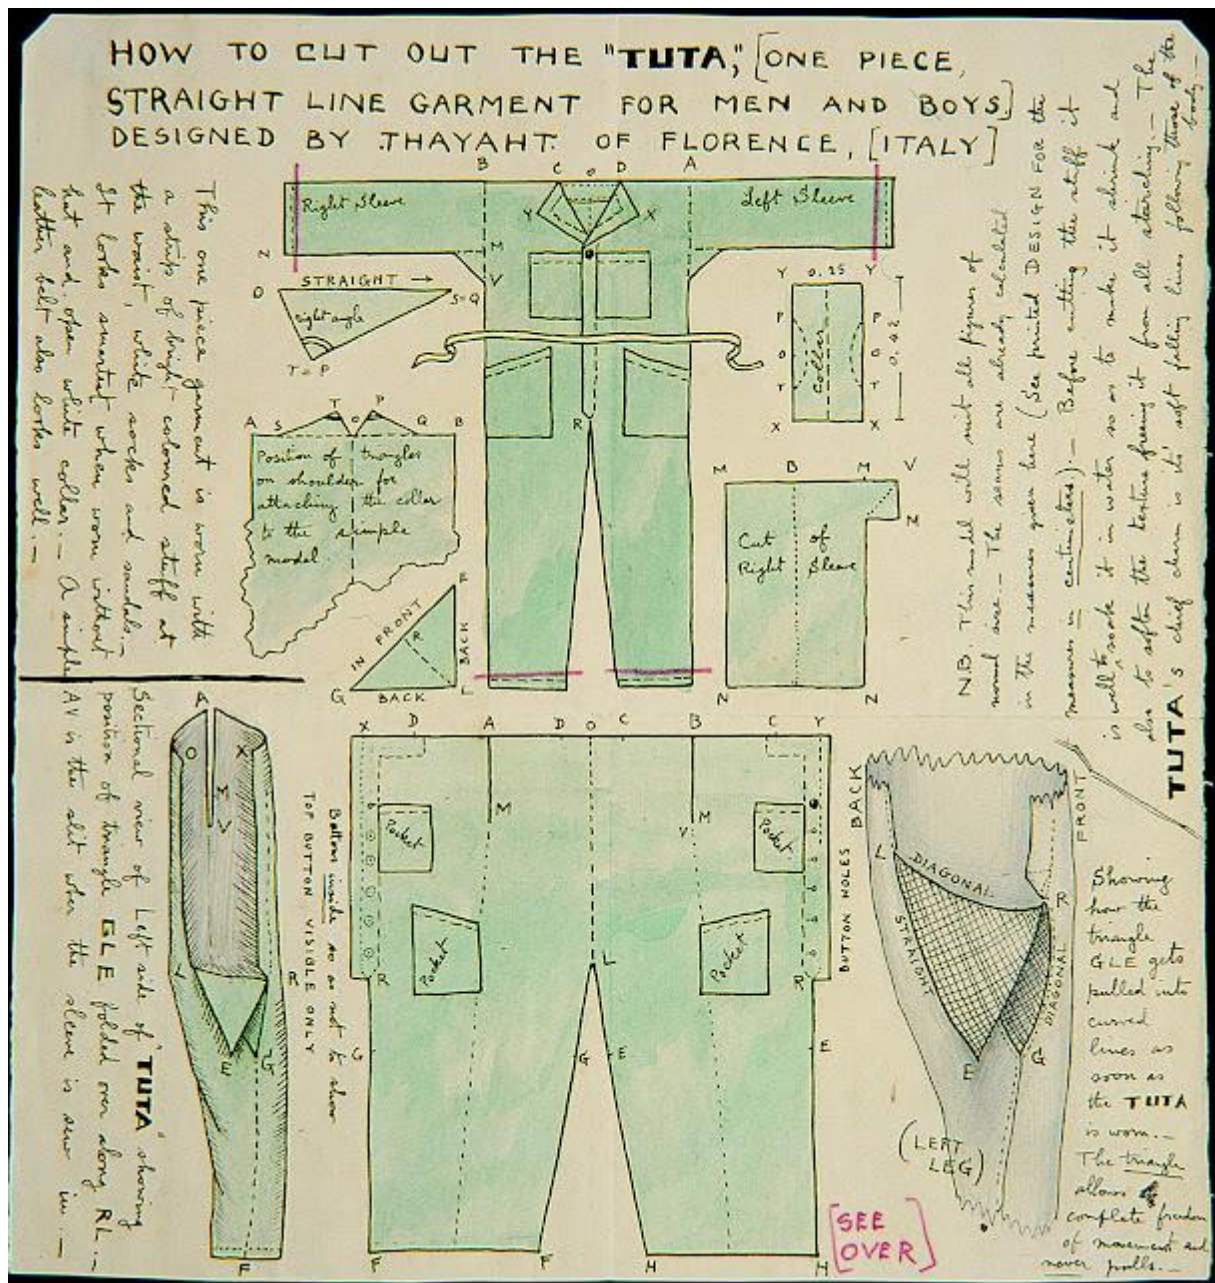 HOW TO CUT OUT THE "TUTA", [ONE PIECE,
STRAIGHT LINE GARMENT FOR MEN AND BOYS]
DESIGNED BY .THAYAHT. OF FLORENCE, [ITALY]
This one piece garment is worn with
a strip of bright coloured stuff at
the waist, white socks and sandals.—
It looks smartest when worn without
hat and open white collar.— A simple
leather belt also looks well.—
B C O D A
Right Sleeve
Left Sleeve
Y X
N M
V
R
O STRAIGHT → S=Q
right angle
T=P
Y 0.25 Y
P P
O O
T T
X X
Collar
0.42
A S T O P Q B
Position of triangles
on shoulder for
attaching the collar
to the simple
model.
F
IN FRONT
R
BACK
G BACK L
M B M V
M
Cut of
Right Sleeve
N N
N.B. This model will suit all figures of
normal size.— The seams are already calculated
in the measures given here (See printed DESIGN FOR the
measures in centimeters).— Before cutting the stuff it
is well to soak it in water so as to make it shrink and
also to soften the texture freeing it from all starching.— The
TUTA's chief charm is its soft falling lines following those of the
body.—
A
O X
M
V
L R
E G
F
Sectional view of Left side of "TUTA" showing
position of triangle GLE folded over along RL.—
AV is the slit wher the sleeve is sewn in.—
Buttons inside so as not to show
TOP BUTTON VISIBLE ONLY
X D A D O C B C Y
M V M
Pocket
Pocket
Pocket
Pocket
R L R
G G E E
F F H H
BUTTON HOLES
BACK
FRONT
L DIAGONAL R
STRAIGHT
DIAGONAL
E G
(LEFT
LEG)
Showing
how the
triangle
GLE gets
pulled into
curved
lines as
soon as
the TUTA
is worn.—
The triangle
allows
complete freedom
of movement and
never pulls.—
[SEE
OVER]